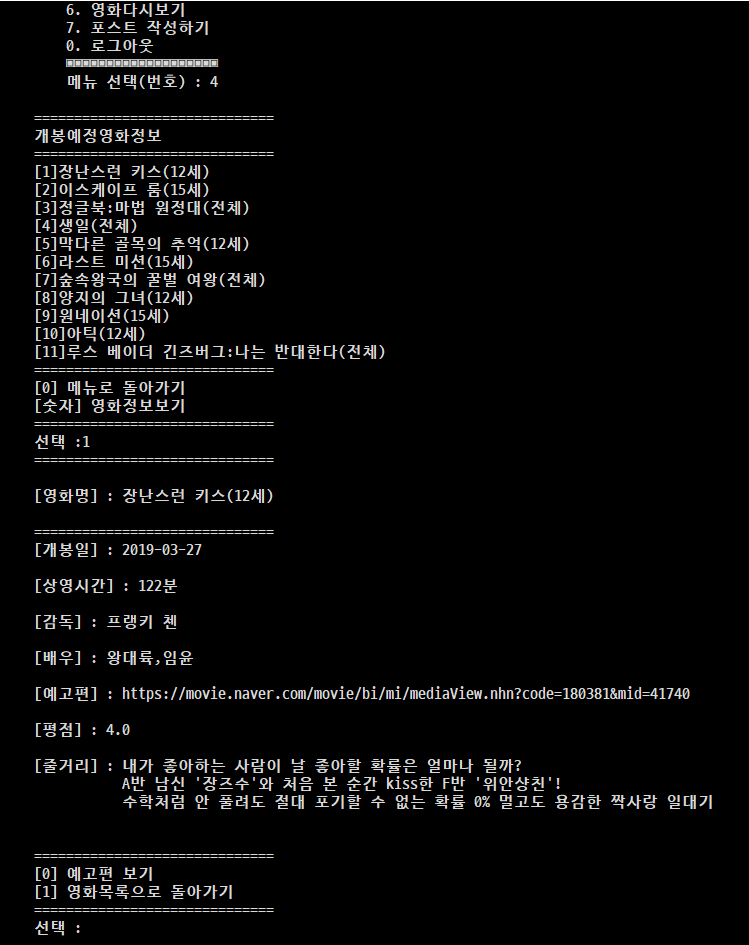 6. 영화다시보기
7. 포스트 작성하기
0. 로그아웃
▣▣▣▣▣▣▣▣▣▣▣▣▣▣▣▣▣▣▣
메뉴 선택(번호) : 4
==============================
개봉예정영화정보
==============================
[1]장난스런 키스(12세)
[2]이스케이프 룸(15세)
[3]정글북:마법 원정대(전체)
[4]생일(전체)
[5]막다른 골목의 추억(12세)
[6]라스트 미션(15세)
[7]숲속왕국의 꿀벌 여왕(전체)
[8]양지의 그녀(12세)
[9]원네이션(15세)
[10]아틱(12세)
[11]루스 베이더 긴즈버그:나는 반대한다(전체)
==============================
[0] 메뉴로 돌아가기
[숫자] 영화정보보기
==============================
선택 :1
==============================
[영화명] : 장난스런 키스(12세)
==============================
[개봉일] : 2019-03-27
[상영시간] : 122분
[감독] : 프랭키 첸
[배우] : 왕대륙,임윤
[예고편] : https://movie.naver.com/movie/bi/mi/mediaView.nhn?code=180381&mid=41740
[평점] : 4.0
[줄거리] : 내가 좋아하는 사람이 날 좋아할 확률은 얼마나 될까?
A반 남신 '장즈수'와 처음 본 순간 kiss한 F반 '위안샹친'!
수학처럼 안 풀려도 절대 포기할 수 없는 확률 0% 멀고도 용감한 짝사랑 일대기
==============================
[0] 예고편 보기
[1] 영화목록으로 돌아가기
==============================
선택 :